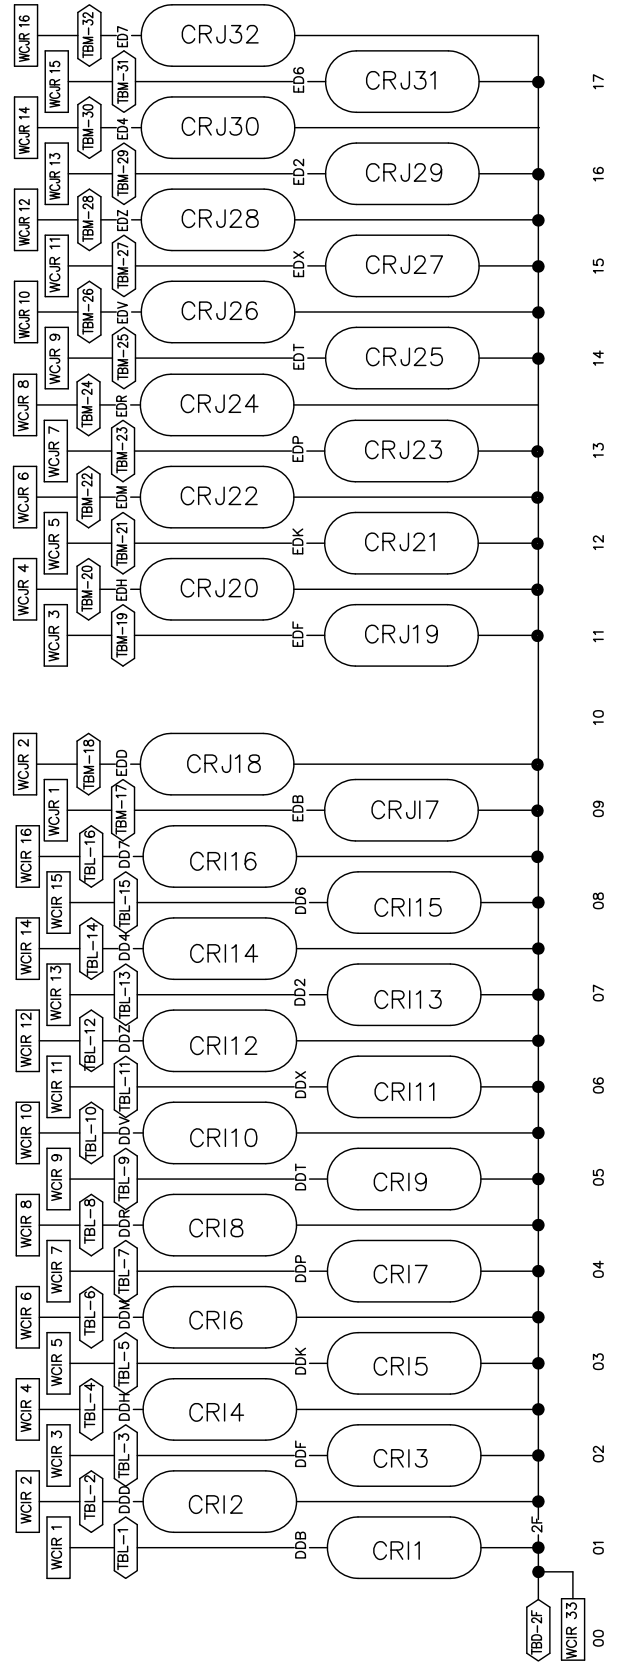 WCJR 16 TBM-32 ED7 CRJ32
WCJR 15 TBM-31 ED6 CRJ31 17
WCJR 14 TBM-30 ED4 CRJ30
WCJR 13 TBM-29 ED2 CRJ29 16
WCJR 12 TBM-28 EDZ CRJ28
WCJR 11 TBM-27 EDX CRJ27 15
WCJR 10 TBM-26 EDV CRJ26
WCJR 9 TBM-25 EDT CRJ25 14
WCJR 8 TBM-24 EDR CRJ24
WCJR 7 TBM-23 EDP CRJ23 13
WCJR 6 TBM-22 EDM CRJ22
WCJR 5 TBM-21 EDK CRJ21 12
WCJR 4 TBM-20 EDH CRJ20
WCJR 3 TBM-19 EDF CRJ19 11
10
WCJR 2 TBM-18 EDD CRJ18
WCJR 1 TBM-17 EDB CRJI7 09
WCIR 16 TBL-16 DD7 CRI16
WCIR 15 TBL-15 DD6 CRI15 08
WCIR 14 TBL-14 DD4 CRI14
WCIR 13 TBL-13 DD2 CRI13 07
WCIR 12 TBL-12 DDZ CRI12
WCIR 11 TBL-11 DDX CRI11 06
WCIR 10 TBL-10 DDV CRI10
WCIR 9 TBL-9 DDT CRI9 05
WCIR 8 TBL-8 DDR CRI8
WCIR 7 TBL-7 DDP CRI7 04
WCIR 6 TBL-6 DDM CRI6
WCIR 5 TBL-5 DDK CRI5 03
WCIR 4 TBL-4 DDH CRI4
WCIR 3 TBL-3 DDF CRI3 02
WCIR 2 TBL-2 DDD CRI2
2F
WCIR 1 TBL-1 DDB CRI1 01
TBD-2F WCIR 33 00